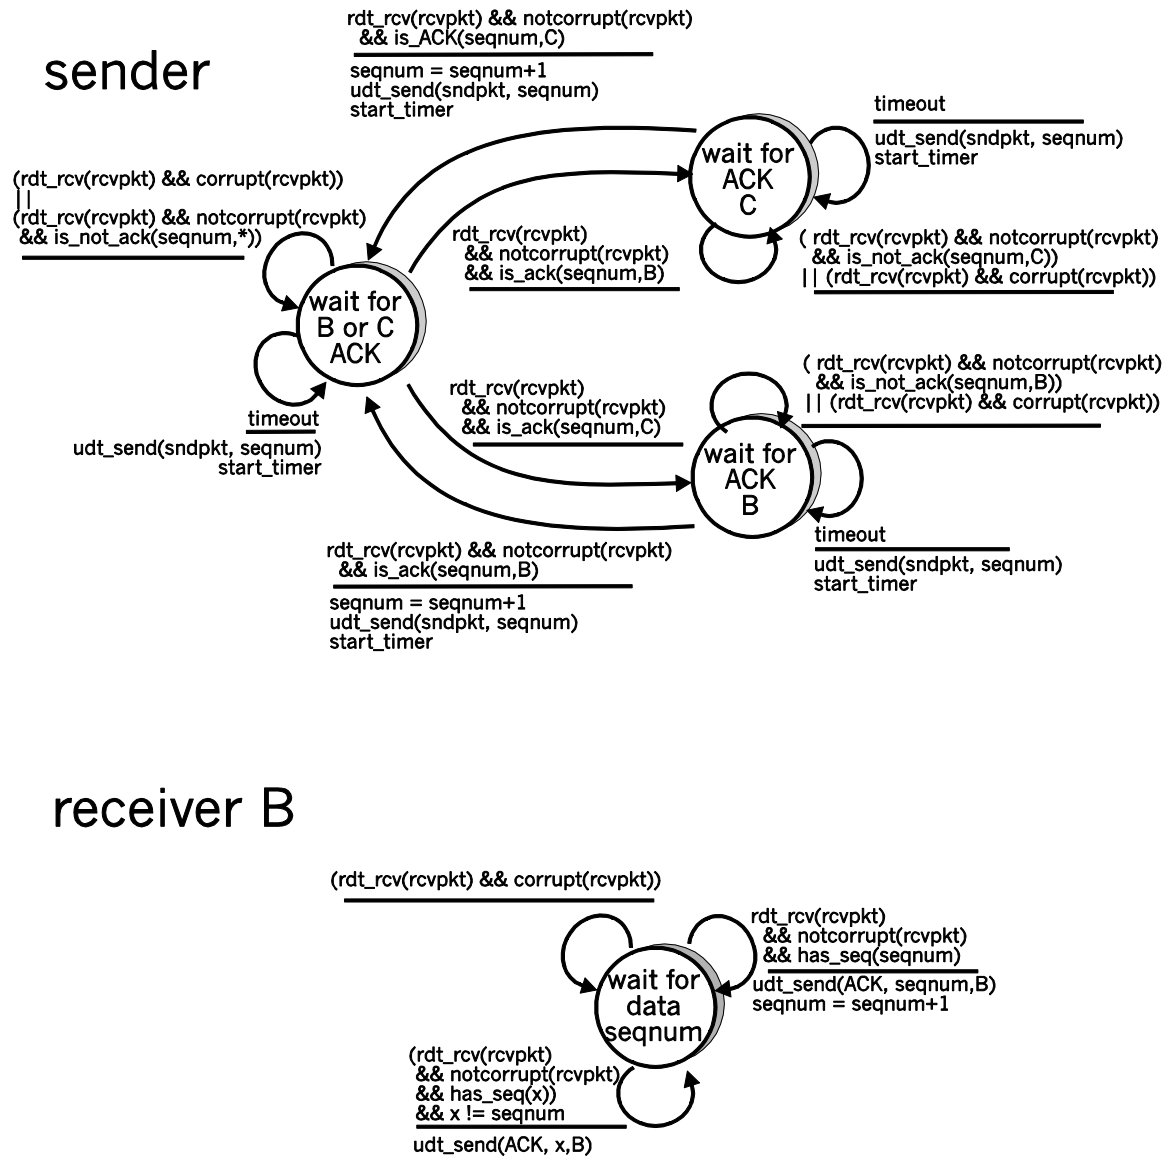 sender
rdt_rcv(rcvpkt) && notcorrupt(rcvpkt)
&& is_ACK(seqnum,C)
seqnum = seqnum+1
udt_send(sndpkt, seqnum)
start_timer
timeout
udt_send(sndpkt, seqnum)
start_timer
wait for
ACK
C
(rdt_rcv(rcvpkt) && corrupt(rcvpkt))
||
(rdt_rcv(rcvpkt) && notcorrupt(rcvpkt)
&& is_not_ack(seqnum,*))
rdt_rcv(rcvpkt)
&& notcorrupt(rcvpkt)
&& is_ack(seqnum,B)
( rdt_rcv(rcvpkt) && notcorrupt(rcvpkt)
&& is_not_ack(seqnum,C))
|| (rdt_rcv(rcvpkt) && corrupt(rcvpkt))
wait for
B or C
ACK
timeout
udt_send(sndpkt, seqnum)
start_timer
rdt_rcv(rcvpkt)
&& notcorrupt(rcvpkt)
&& is_ack(seqnum,C)
( rdt_rcv(rcvpkt) && notcorrupt(rcvpkt)
&& is_not_ack(seqnum,B))
|| (rdt_rcv(rcvpkt) && corrupt(rcvpkt))
wait for
ACK
B
timeout
udt_send(sndpkt, seqnum)
start_timer
rdt_rcv(rcvpkt) && notcorrupt(rcvpkt)
&& is_ack(seqnum,B)
seqnum = seqnum+1
udt_send(sndpkt, seqnum)
start_timer
receiver B
(rdt_rcv(rcvpkt) && corrupt(rcvpkt))
rdt_rcv(rcvpkt)
&& notcorrupt(rcvpkt)
&& has_seq(seqnum)
udt_send(ACK, seqnum,B)
seqnum = seqnum+1
wait for
data
seqnum
(rdt_rcv(rcvpkt)
&& notcorrupt(rcvpkt)
&& has_seq(x))
&& x != seqnum
udt_send(ACK, x,B)